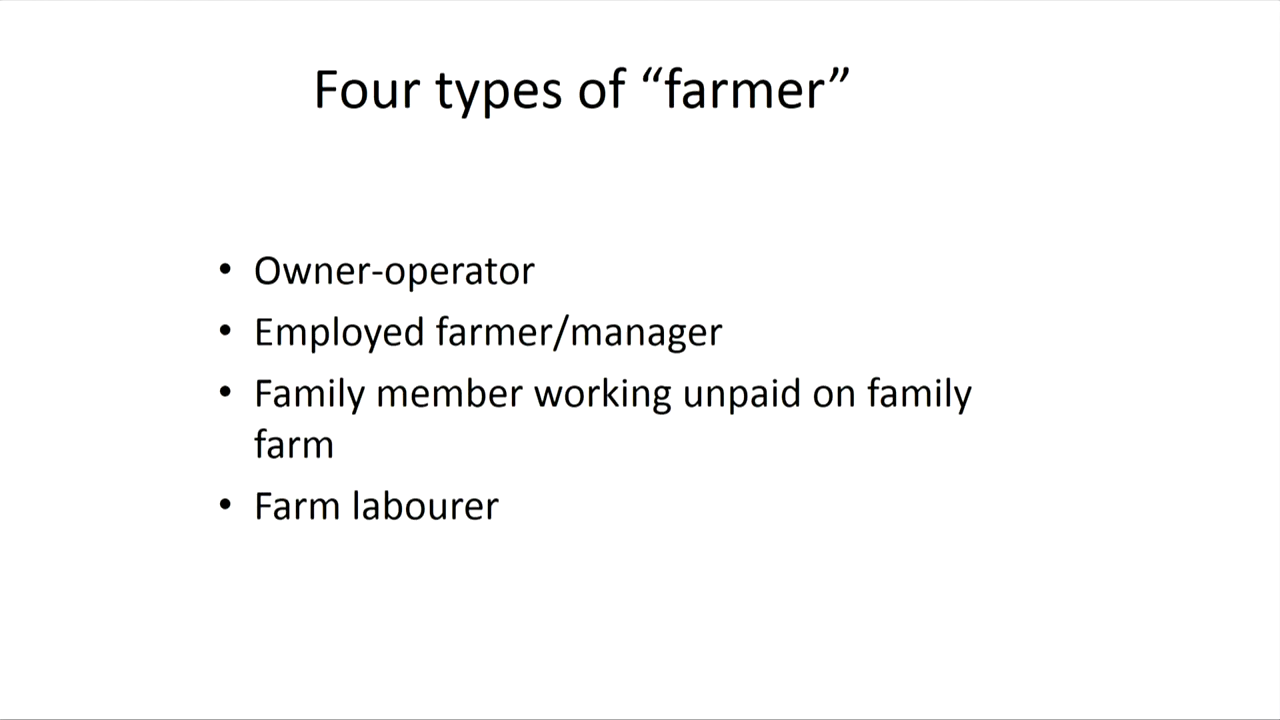 Four types of “farmer”
• Owner-operator
• Employed farmer/manager
• Family member working unpaid on family
farm
• Farm labourer